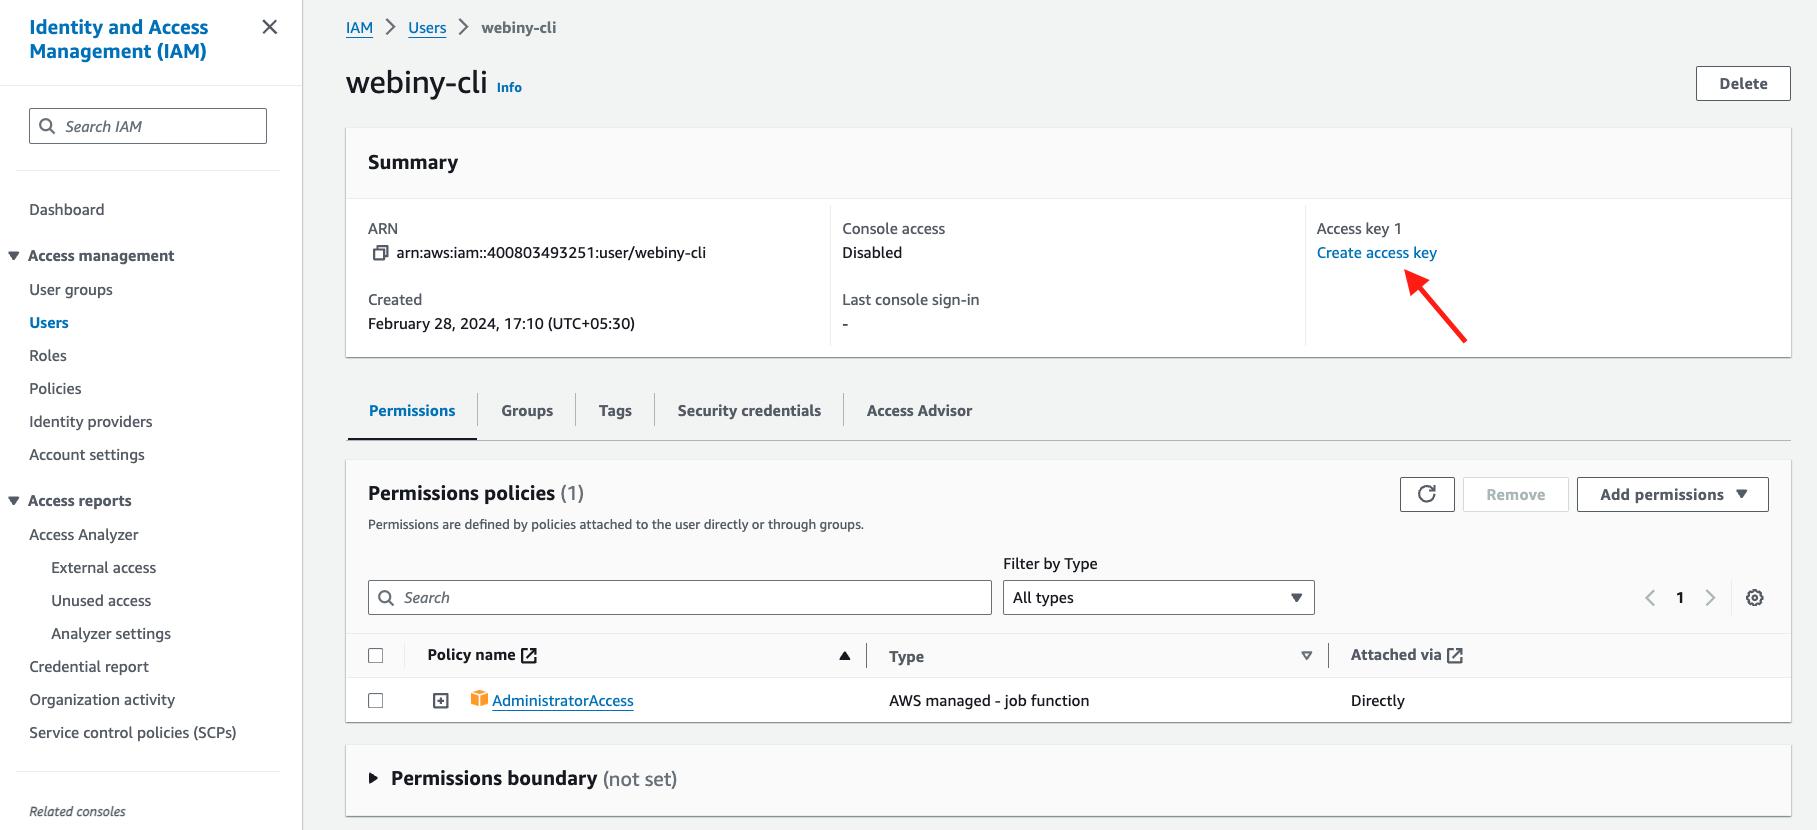 Identity and Access
Management (IAM)
Search IAM
Dashboard
Access management
User groups
Users
Roles
Policies
Identity providers
Account settings
Access reports
Access Analyzer
External access
Unused access
Analyzer settings
Credential report
Organization activity
Service control policies (SCPs)
Related consoles
IAM > Users > webiny-cli
webiny-cli Info
Delete
Summary
ARN
arn:aws:iam::400803493251:user/webiny-cli
Created
February 28, 2024, 17:10 (UTC+05:30)
Console access
Disabled
Last console sign-in
-
Access key 1
Create access key
Permissions Groups Tags Security credentials Access Advisor
Permissions policies (1)
Permissions are defined by policies attached to the user directly or through groups.
Remove Add permissions
Filter by Type
Search All types 1
Policy name Type Attached via
AdministratorAccess AWS managed - job function Directly
Permissions boundary (not set)